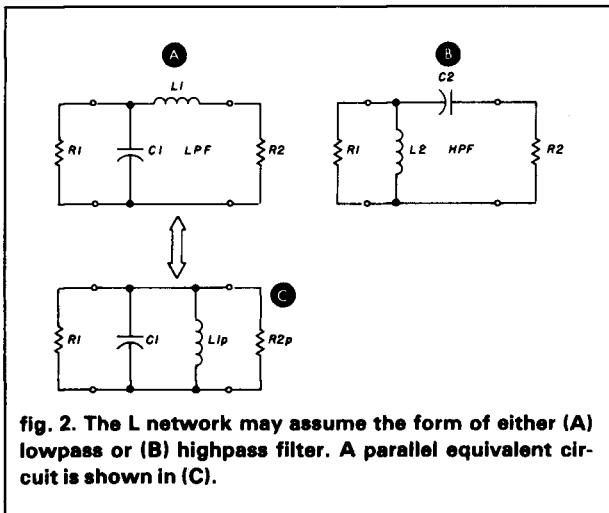 A
L1
R1
C1
LPF
R2
B
C2
R1
L2
HPF
R2
C
R1
C1
L1p
R2p
fig. 2. The L network may assume the form of either (A)
lowpass or (B) highpass filter. A parallel equivalent cir-
cuit is shown in (C).